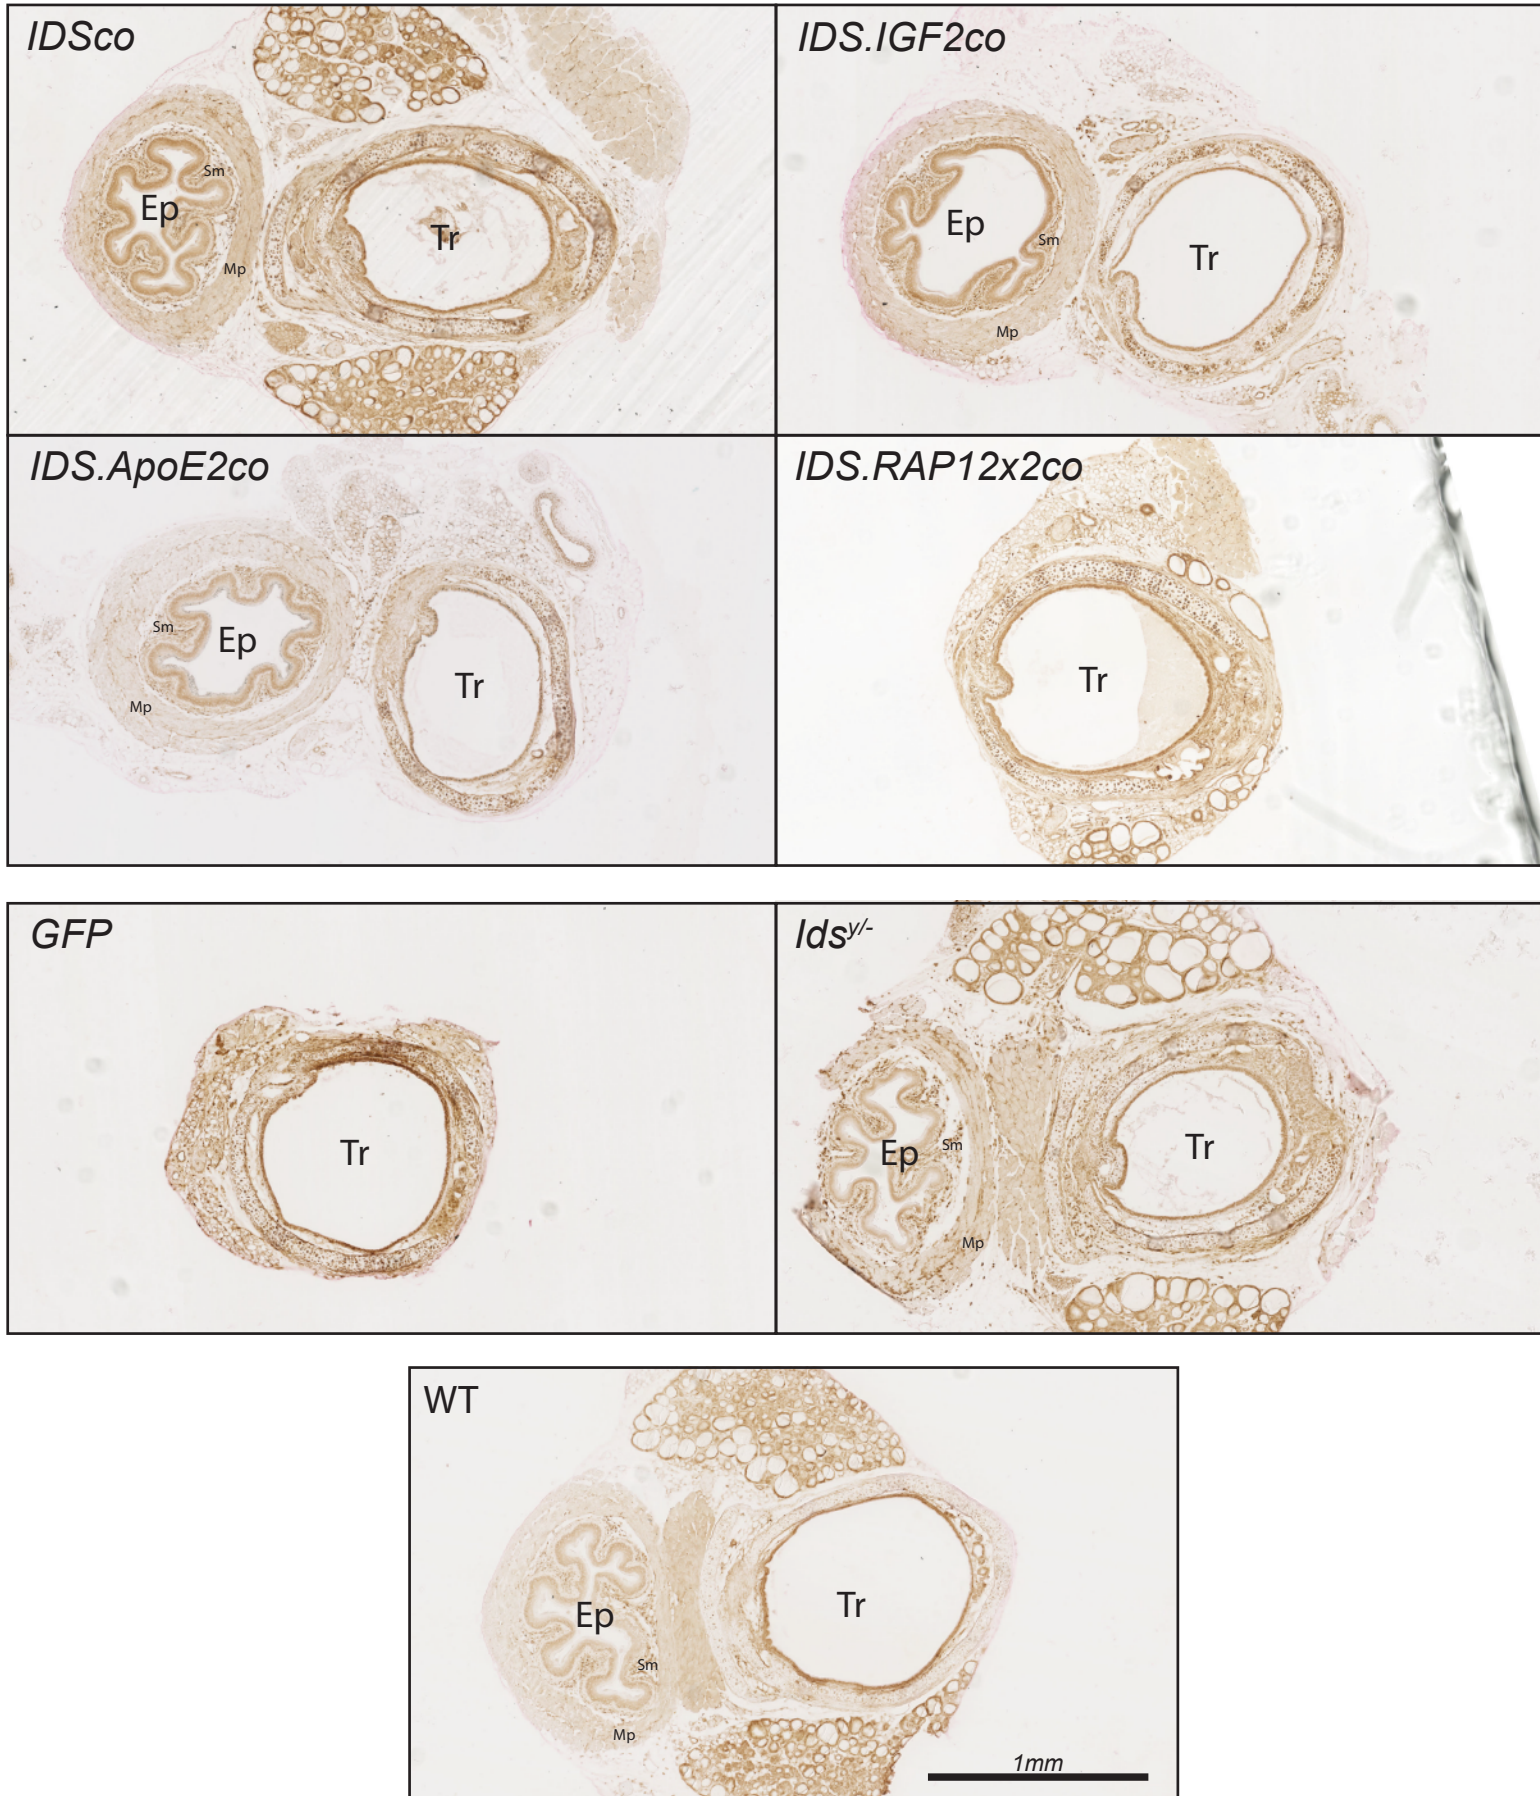 IDSco
Sm
Ep
Tr
Mp
IDS.IGF2co
Ep
Sm
Tr
Mp
IDS.ApoE2co
Sm
Ep
Tr
Mp
IDS.RAP12x2co
Tr
GFP
Tr
Ids^y/-
Ep
Sm
Tr
Mp
WT
Ep
Tr
Sm
Mp
1mm